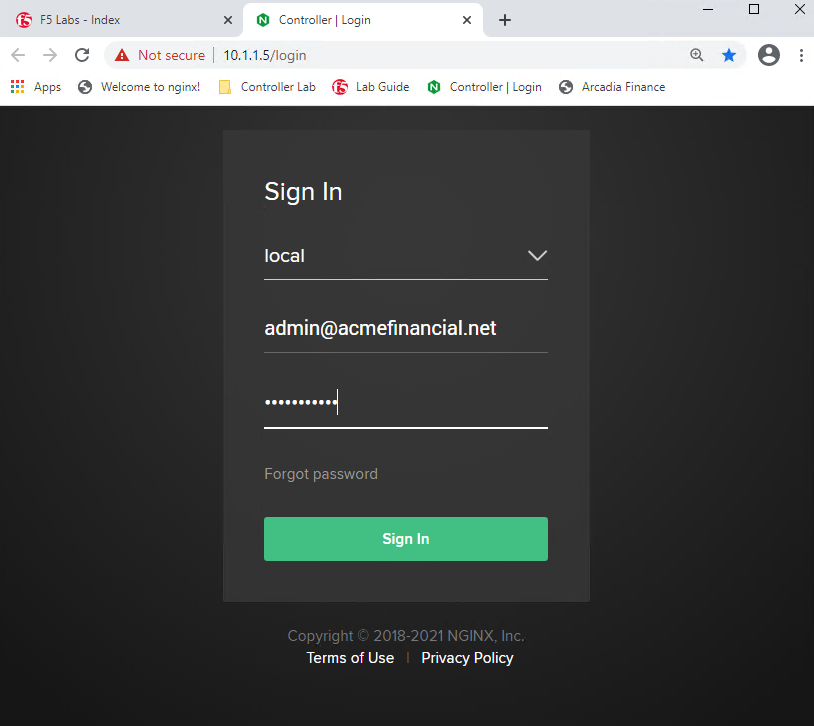 F5 Labs - Index
Controller | Login
Not secure | 10.1.1.5/login
Apps Welcome to nginx! Controller Lab Lab Guide Controller | Login Arcadia Finance
Sign In
local
admin@acmefinancial.net
•••••••••••
Forgot password
Sign In
Copyright © 2018-2021 NGINX, Inc.
Terms of Use | Privacy Policy